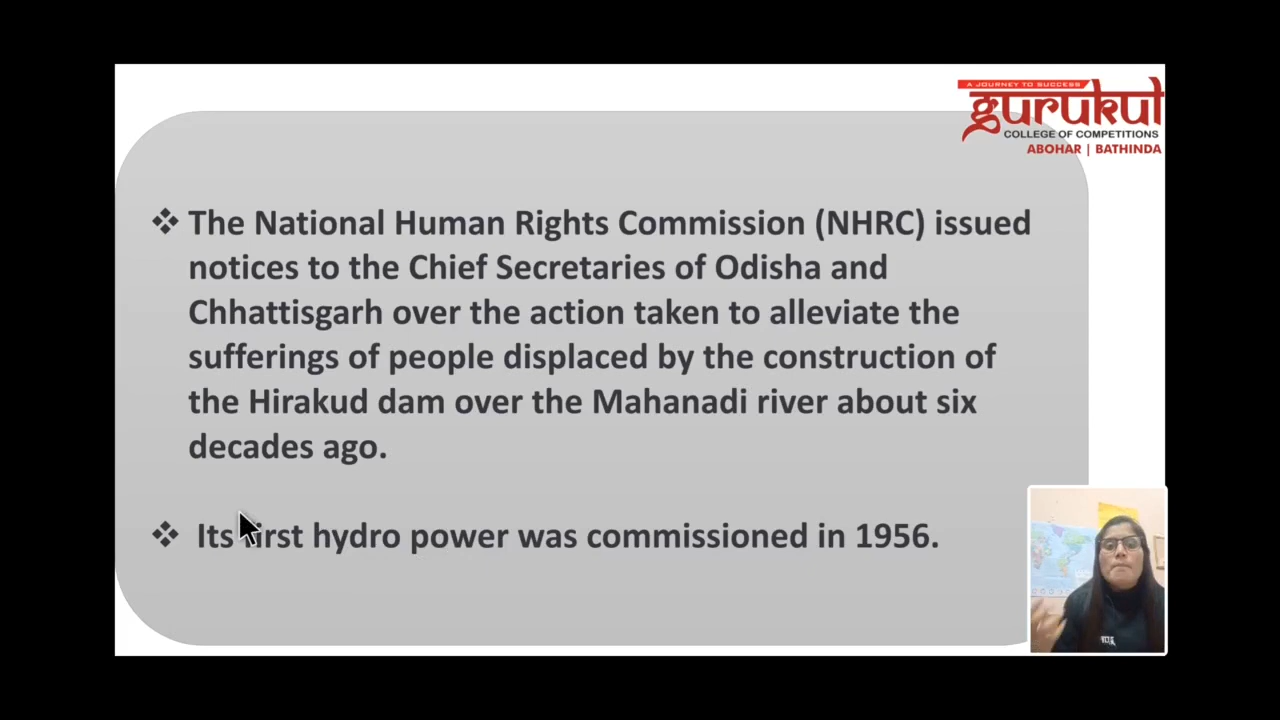 A JOURNEY TO SUCCESS
gurukul
COLLEGE OF COMPETITIONS
ABOHAR | BATHINDA
❖ The National Human Rights Commission (NHRC) issued
notices to the Chief Secretaries of Odisha and
Chhattisgarh over the action taken to alleviate the
sufferings of people displaced by the construction of
the Hirakud dam over the Mahanadi river about six
decades ago.
❖ Its first hydro power was commissioned in 1956.